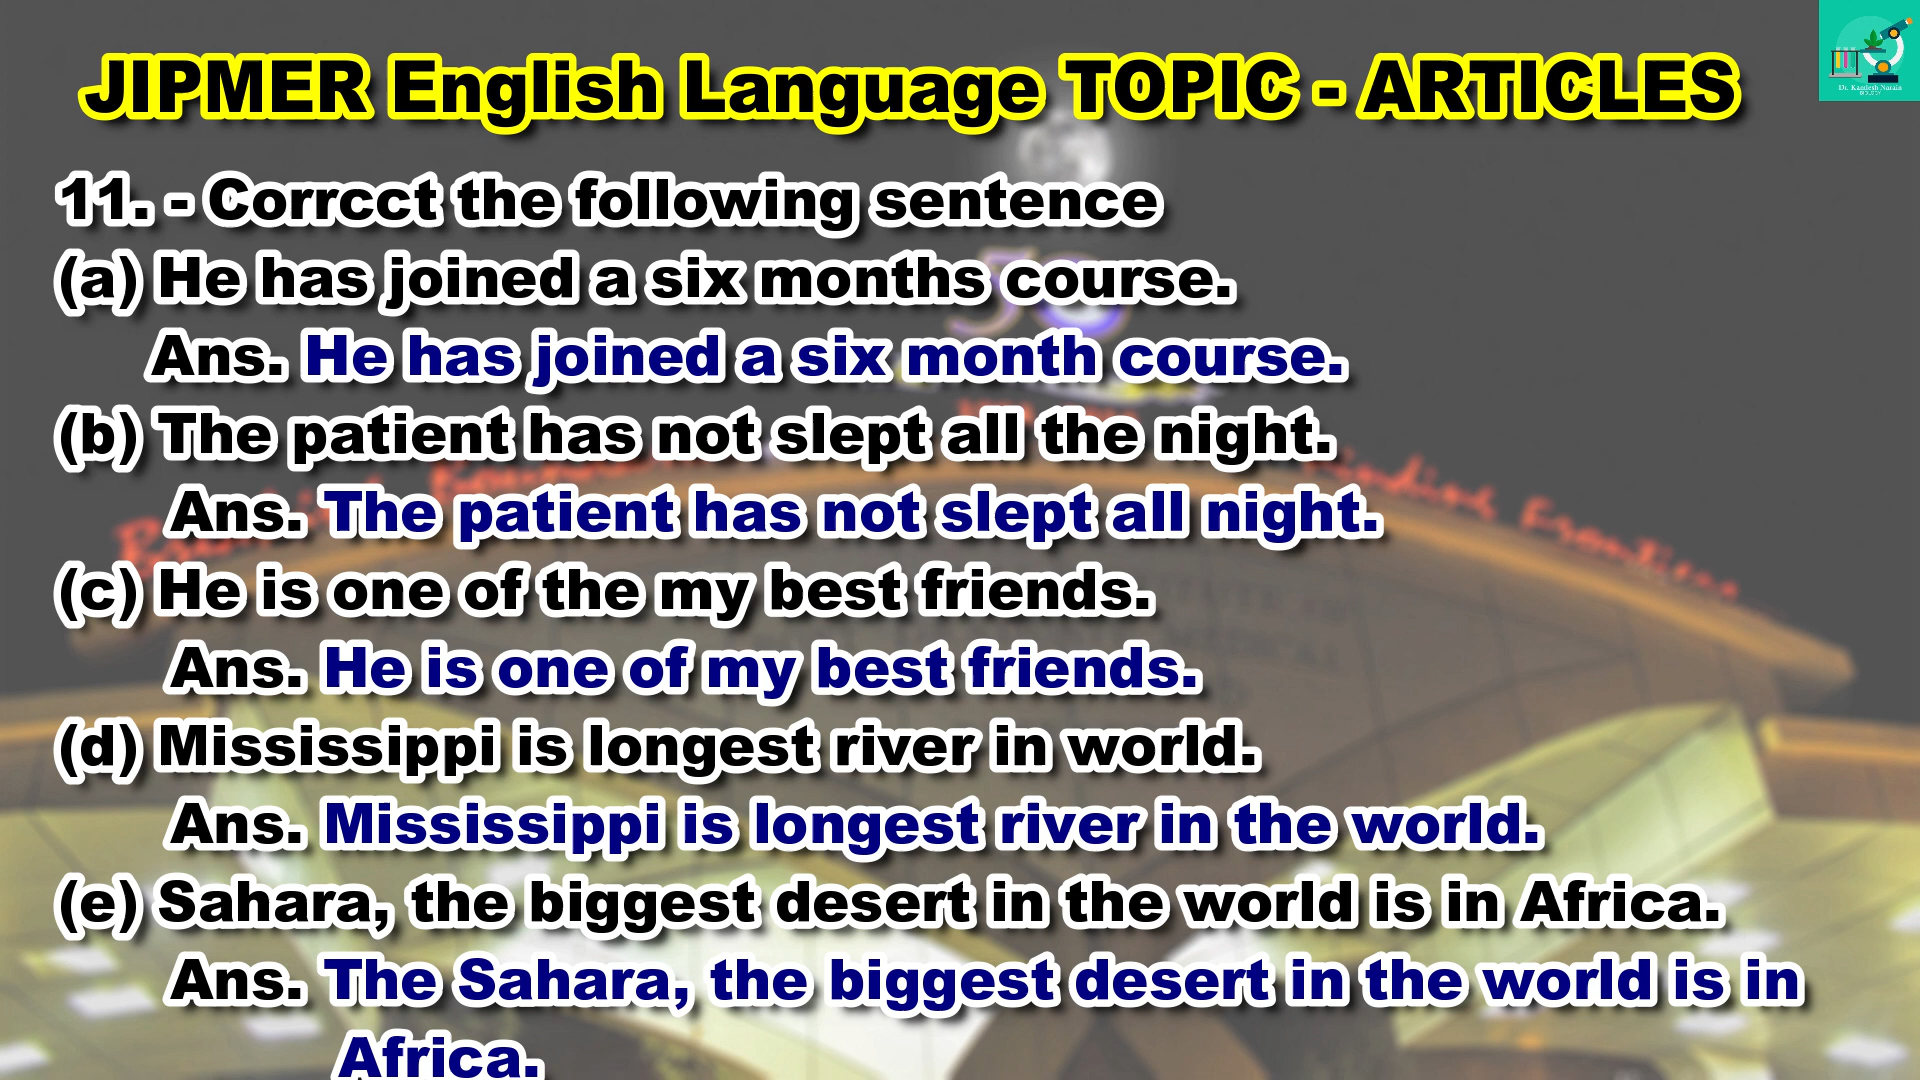 JIPMER English Language TOPIC - ARTICLES
Dr. Kamlesh Narain
BIOLOGY
11. - Corrcct the following sentence
(a) He has joined a six months course.
Ans. He has joined a six month course.
(b) The patient has not slept all the night.
Ans. The patient has not slept all night.
(c) He is one of the my best friends.
Ans. He is one of my best friends.
(d) Mississippi is longest river in world.
Ans. Mississippi is longest river in the world.
(e) Sahara, the biggest desert in the world is in Africa.
Ans. The Sahara, the biggest desert in the world is in
Africa.